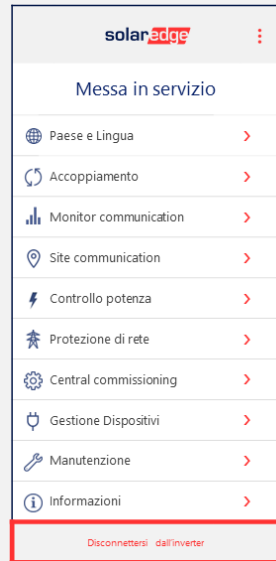 solaredge
Messa in servizio
Paese e Lingua
Accoppiamento
Monitor communication
Site communication
Controllo potenza
Protezione di rete
Central commissioning
Gestione Dispositivi
Manutenzione
Informazioni
Disconnettersi dall'inverter